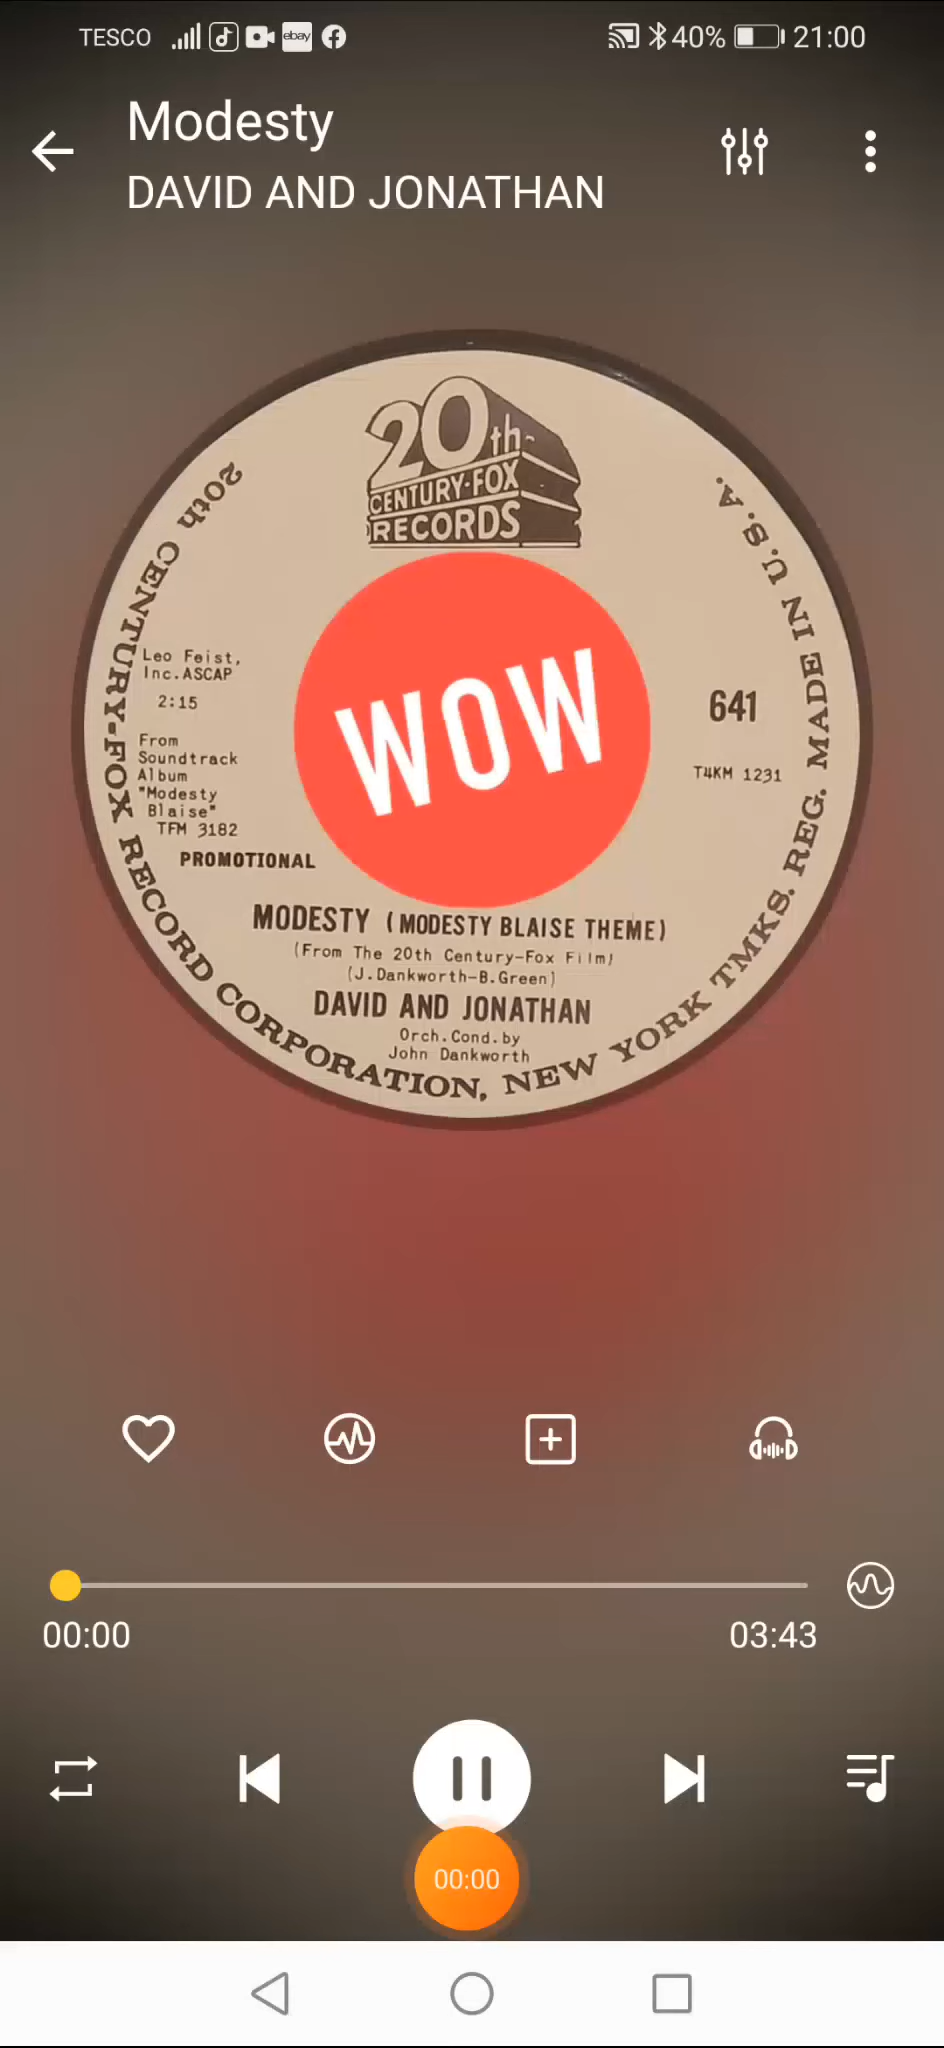 TESCO
ebay
40%
21:00
Modesty
DAVID AND JONATHAN
20th
CENTURY-FOX
RECORDS
20th CENTURY-FOX RECORD CORPORATION, NEW YORK TMKS. REG. MADE IN U.S.A.
Leo Feist,
Inc.ASCAP
2:15
From
Soundtrack
Album
"Modesty
Blaise"
TFM 3182
PROMOTIONAL
WOW
641
T4KM 1231
MODESTY (MODESTY BLAISE THEME)
(From The 20th Century-Fox Film)
(J.Dankworth-B.Green)
DAVID AND JONATHAN
Orch.Cond.by
John Dankworth
00:00
03:43
00:00